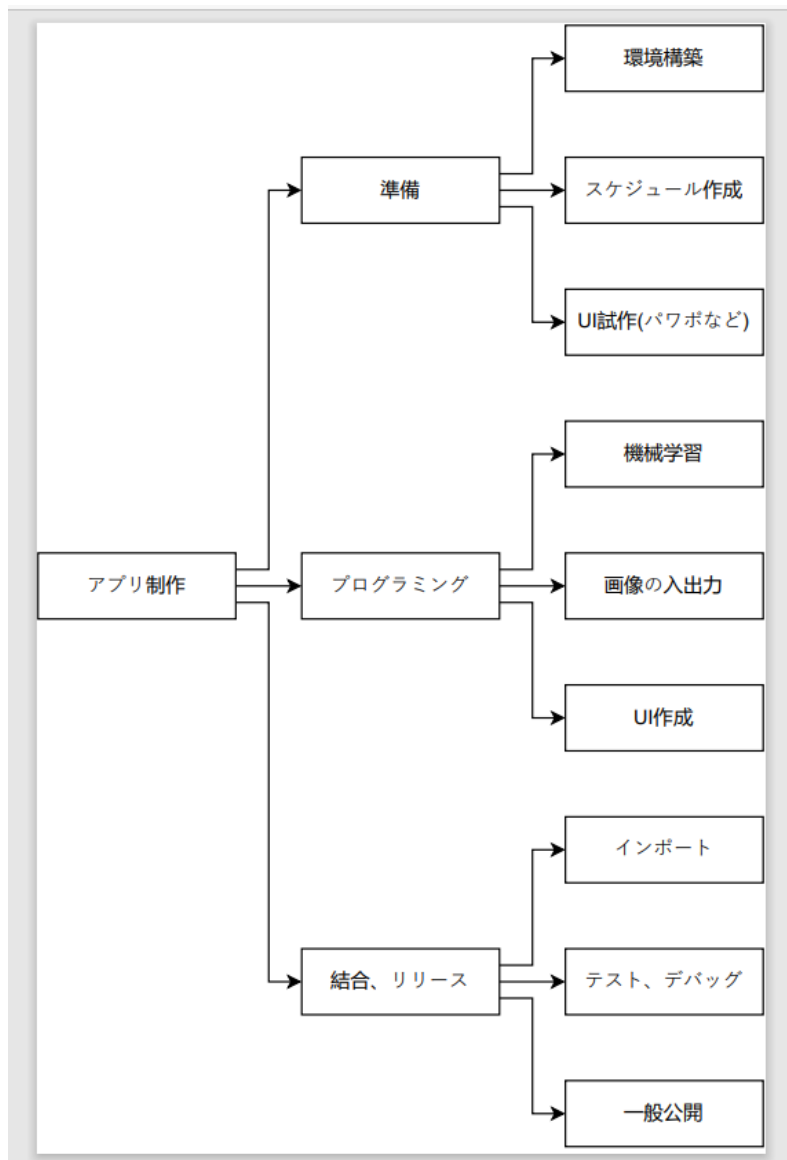 環境構築
準備
スケジュール作成
UI試作(パワポなど)
機械学習
アプリ制作
プログラミング
画像の入出力
UI作成
インポート
結合、リリース
テスト、デバッグ
一般公開